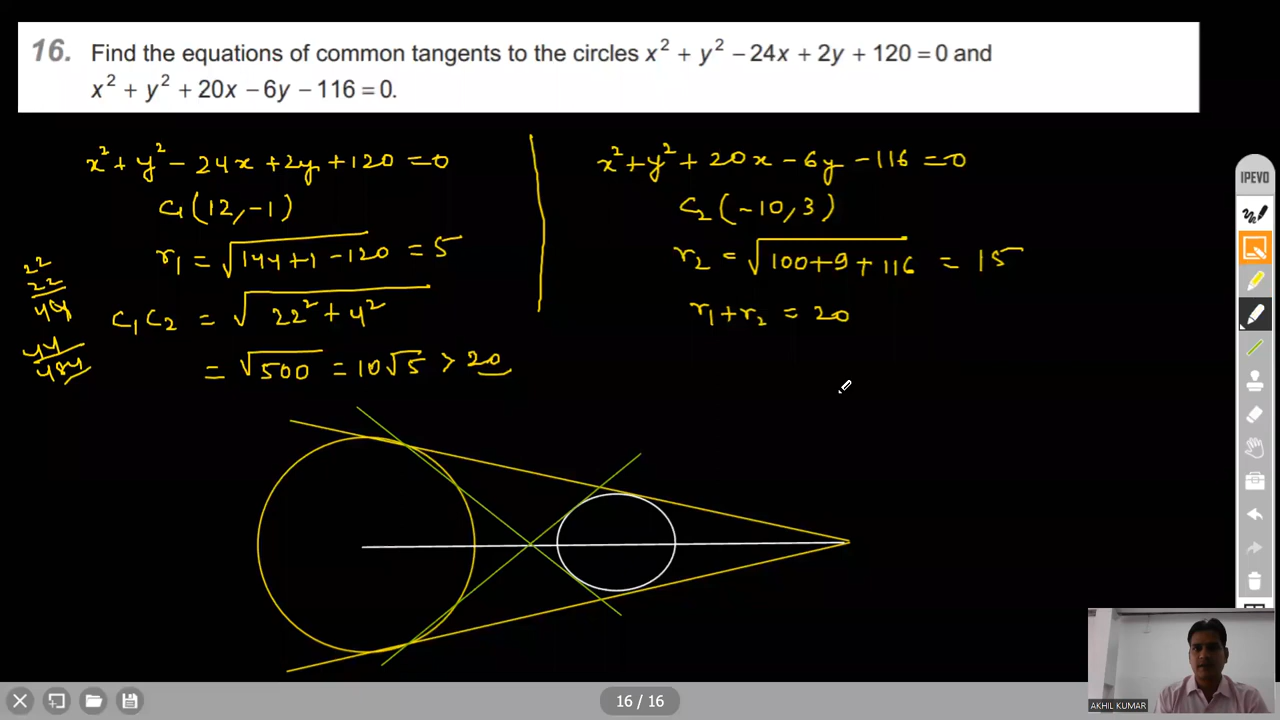 16. Find the equations of common tangents to the circles x² + y² − 24x + 2y + 120 = 0 and
x² + y² + 20x − 6y − 116 = 0.
x² + y² − 24x + 2y + 120 = 0
C₁ (12, −1)
r₁ = √(144 + 1 − 120) = 5
C₁C₂ = √(22² + 4²)
= √500 = 10√5 > 20
22
22
44
44
484
x² + y² + 20x − 6y − 116 = 0
C₂ (−10, 3)
r₂ = √(100 + 9 + 116) = 15
r₁ + r₂ = 20
IPEVO
16 / 16
AKHIL KUMAR